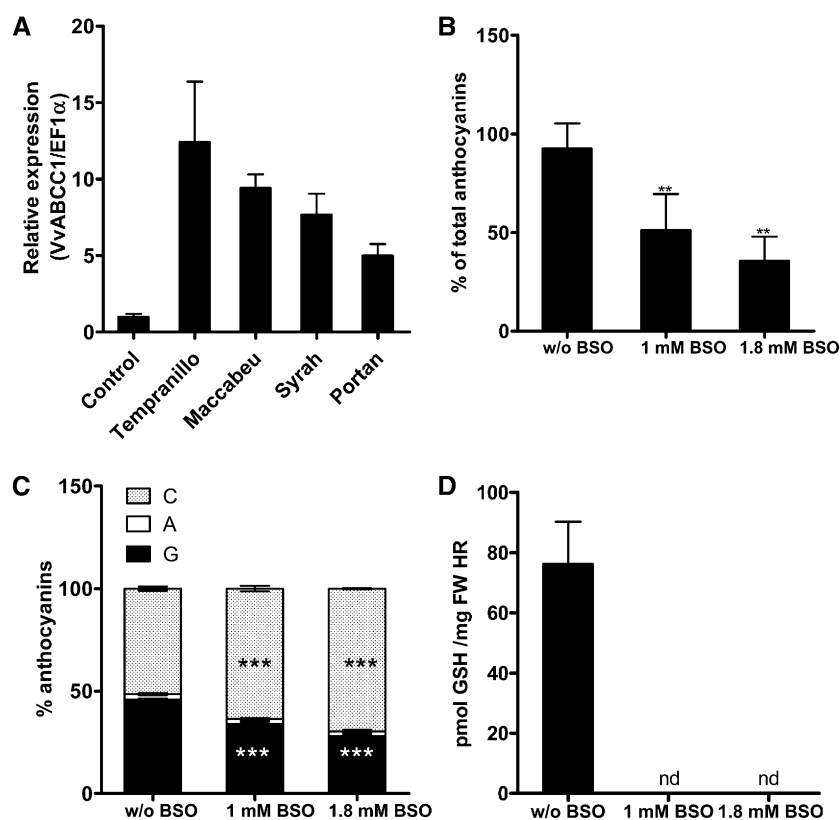 A
Relative expression
(VvABCC1/EF1α)
20
15
10
5
0
Control
Tempranillo
Maccabeu
Syrah
Portan
B
% of total anthocyanins
150
100
50
0
**
**
w/o BSO
1 mM BSO
1.8 mM BSO
C
% anthocyanins
150
100
50
0
C
A
G
***
***
***
***
w/o BSO
1 mM BSO
1.8 mM BSO
D
pmol GSH /mg FW HR
100
80
60
40
20
0
nd
nd
w/o BSO
1 mM BSO
1.8 mM BSO